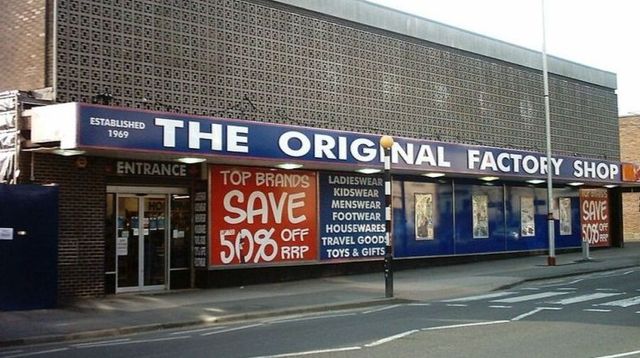 ESTABLISHED
1969
THE ORIGINAL FACTORY SHOP
ENTRANCE
TOP BRANDS
SAVE
50% OFF
RRP
LADIESWEAR
KIDSWEAR
MENSWEAR
FOOTWEAR
HOUSEWARES
TRAVEL GOODS
TOYS & GIFTS
SAVE
50% OFF